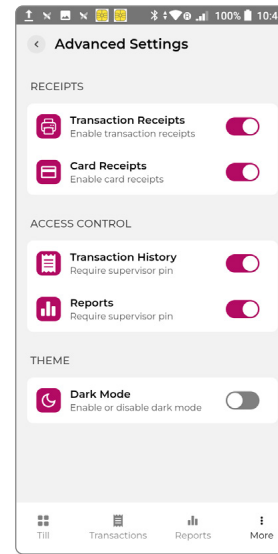 100% 10:4
Advanced Settings
RECEIPTS
Transaction Receipts
Enable transaction receipts
Card Receipts
Enable card receipts
ACCESS CONTROL
Transaction History
Require supervisor pin
Reports
Require supervisor pin
THEME
Dark Mode
Enable or disable dark mode
Till Transactions Reports More